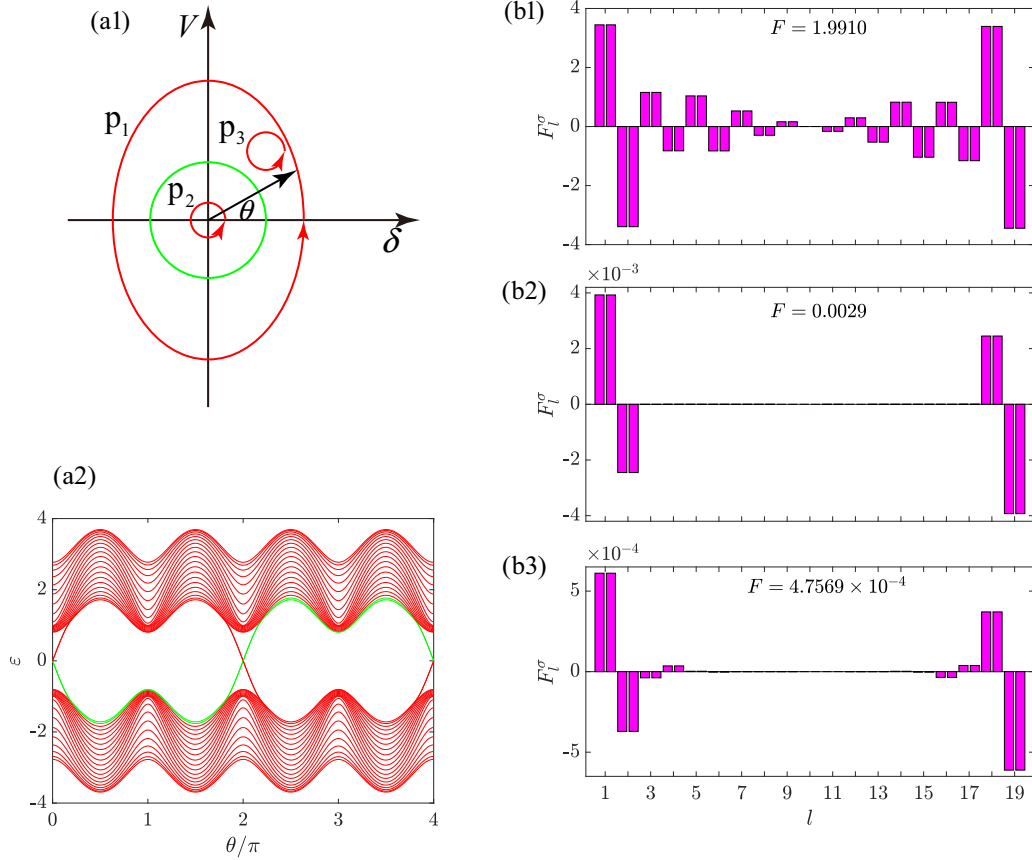 (a1)
V
p₁
p₃
p₂
θ
δ
(a2)
4
2
0
-2
-4
ε
0
1
2
3
4
θ/π
(b1)
F = 1.9910
4
2
0
-2
-4
F_l^σ
(b2)
×10⁻³
F = 0.0029
4
2
0
-2
-4
F_l^σ
(b3)
×10⁻⁴
F = 4.7569 × 10⁻⁴
5
0
-5
F_l^σ
1
3
5
7
9
11
13
15
17
19
l